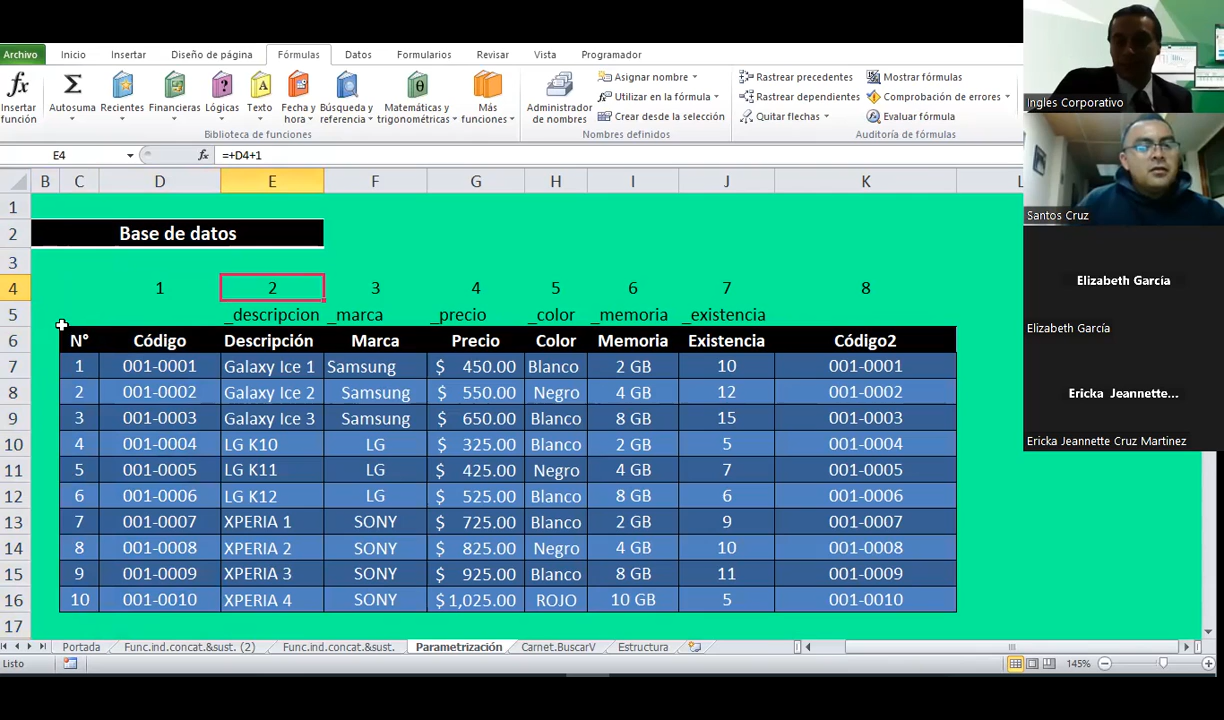 Archivo Inicio Insertar Diseño de página Fórmulas Datos Formularios Revisar Vista Programador
Insertar función
Autosuma
Recientes
Financieras
Lógicas
Texto
Fecha y hora
Búsqueda y referencia
Matemáticas y trigonométricas
Más funciones
Biblioteca de funciones
Administrador de nombres
Asignar nombre
Utilizar en la fórmula
Crear desde la selección
Nombres definidos
Rastrear precedentes
Rastrear dependientes
Quitar flechas
Mostrar fórmulas
Comprobación de errores
Evaluar fórmula
Auditoría de fórmulas
E4 fx =+D4+1
B C D E F G H I J K L
1
2 Base de datos
3
4 1 2 3 4 5 6 7 8
5 _descripcion _marca _precio _color _memoria _existencia
6 N° Código Descripción Marca Precio Color Memoria Existencia Código2
7 1 001-0001 Galaxy Ice 1 Samsung $ 450.00 Blanco 2 GB 10 001-0001
8 2 001-0002 Galaxy Ice 2 Samsung $ 550.00 Negro 4 GB 12 001-0002
9 3 001-0003 Galaxy Ice 3 Samsung $ 650.00 Blanco 8 GB 15 001-0003
10 4 001-0004 LG K10 LG $ 325.00 Blanco 2 GB 5 001-0004
11 5 001-0005 LG K11 LG $ 425.00 Negro 4 GB 7 001-0005
12 6 001-0006 LG K12 LG $ 525.00 Blanco 8 GB 6 001-0006
13 7 001-0007 XPERIA 1 SONY $ 725.00 Blanco 2 GB 9 001-0007
14 8 001-0008 XPERIA 2 SONY $ 825.00 Negro 4 GB 10 001-0008
15 9 001-0009 XPERIA 3 SONY $ 925.00 Blanco 8 GB 11 001-0009
16 10 001-0010 XPERIA 4 SONY $ 1,025.00 ROJO 10 GB 5 001-0010
17
Portada Func.ind.concat.&sust. (2) Func.ind.concat.&sust. Parametrización Carnet.BuscarV Estructura
Listo 145%
Ingles Corporativo
Santos Cruz
Elizabeth García
Elizabeth García
Ericka Jeannette...
Ericka Jeannette Cruz Martinez